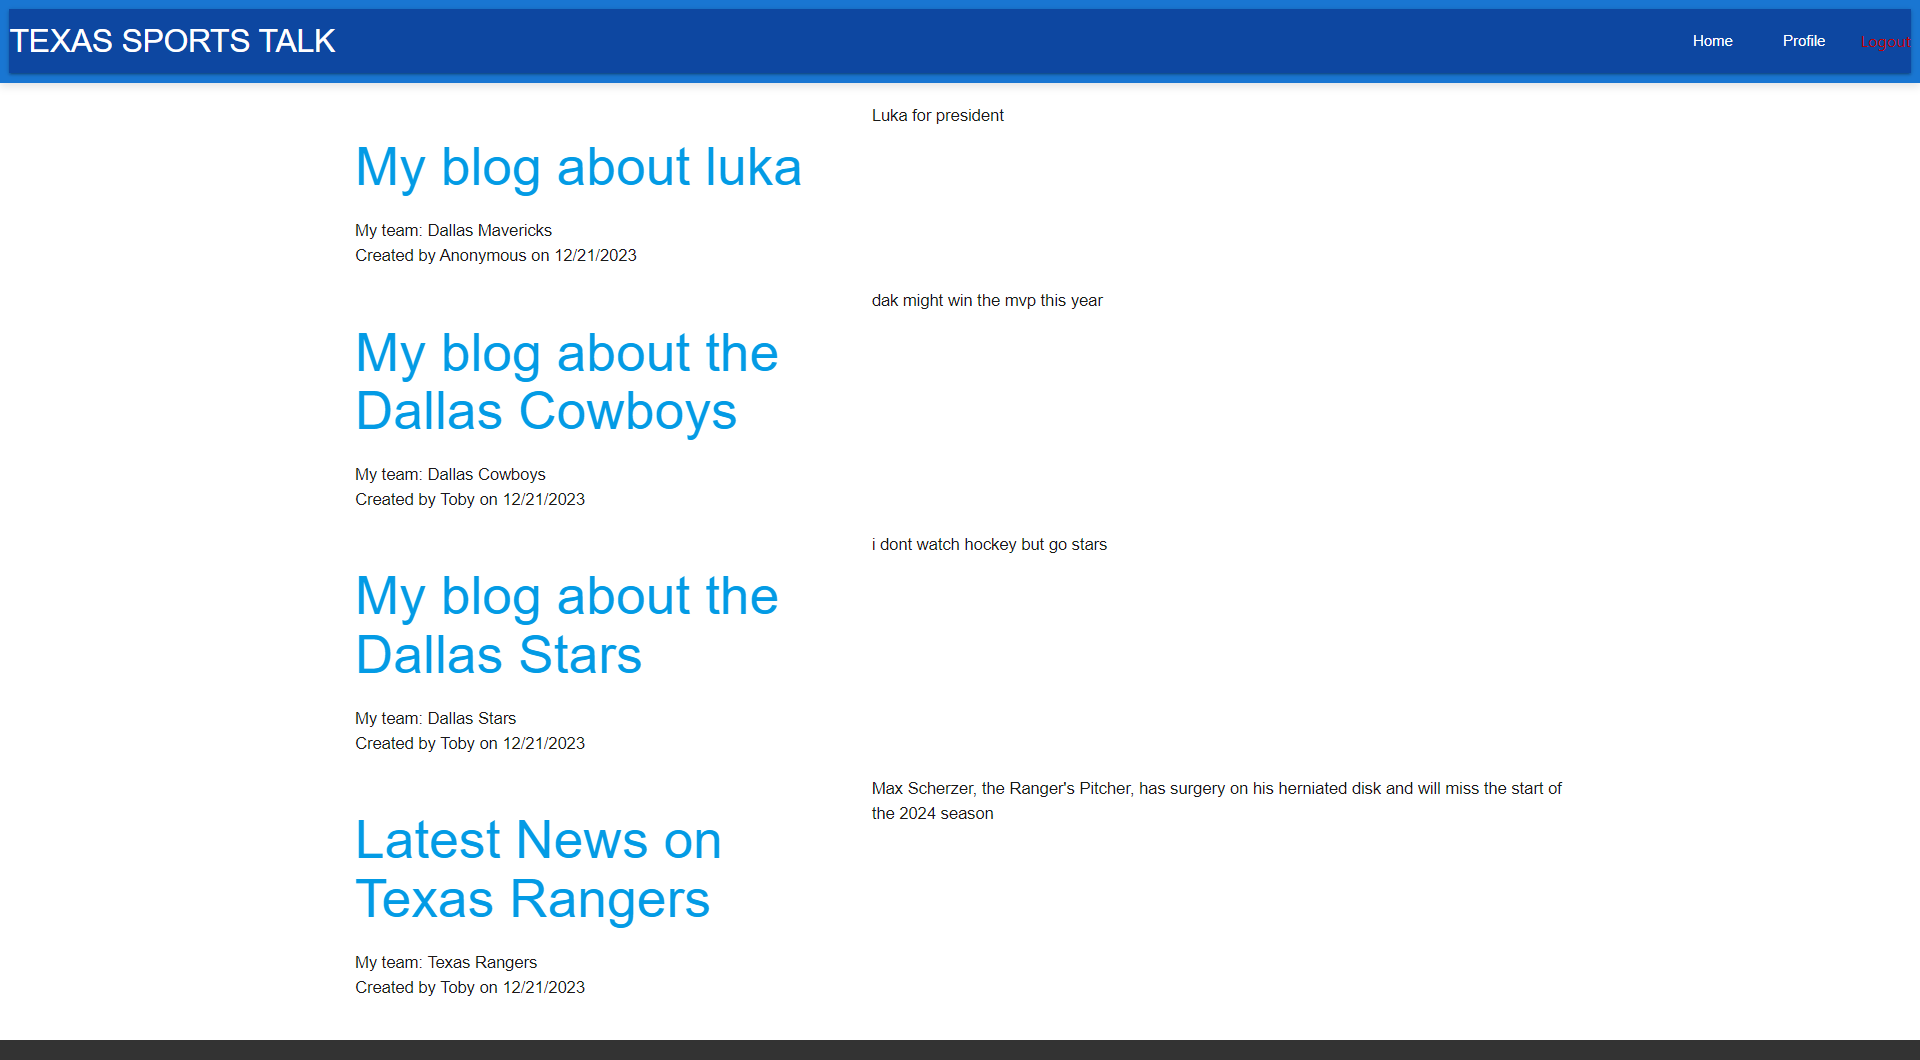 TEXAS SPORTS TALK
Home
Profile
Logout
Luka for president
My blog about luka
My team: Dallas Mavericks
Created by Anonymous on 12/21/2023
dak might win the mvp this year
My blog about the
Dallas Cowboys
My team: Dallas Cowboys
Created by Toby on 12/21/2023
i dont watch hockey but go stars
My blog about the
Dallas Stars
My team: Dallas Stars
Created by Toby on 12/21/2023
Max Scherzer, the Ranger's Pitcher, has surgery on his herniated disk and will miss the start of
the 2024 season
Latest News on
Texas Rangers
My team: Texas Rangers
Created by Toby on 12/21/2023